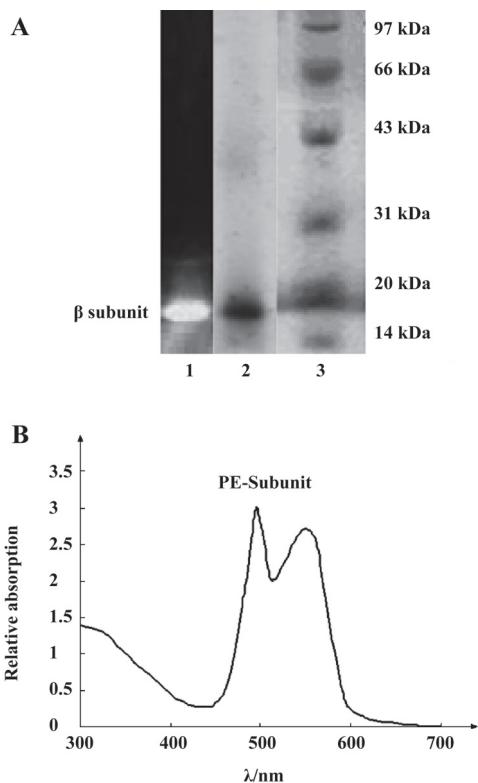 A
97 kDa
66 kDa
43 kDa
31 kDa
20 kDa
β subunit
14 kDa
1 2 3
B
PE-Subunit
Relative absorption
3.5
3
2.5
2
1.5
1
0.5
0
300 400 500 600 700
λ/nm